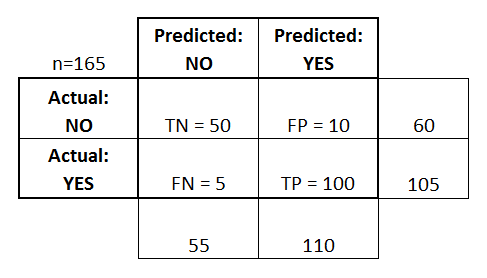 Predicted: Predicted:
n=165 NO YES
Actual:
NO TN = 50 FP = 10 60
Actual:
YES FN = 5 TP = 100 105
55 110